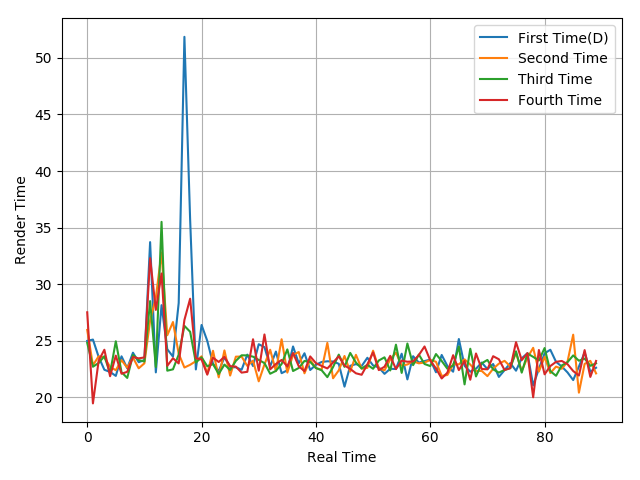 First Time(D)
Second Time
Third Time
Fourth Time
Render Time
50
45
40
35
30
25
20
0 20 40 60 80
Real Time